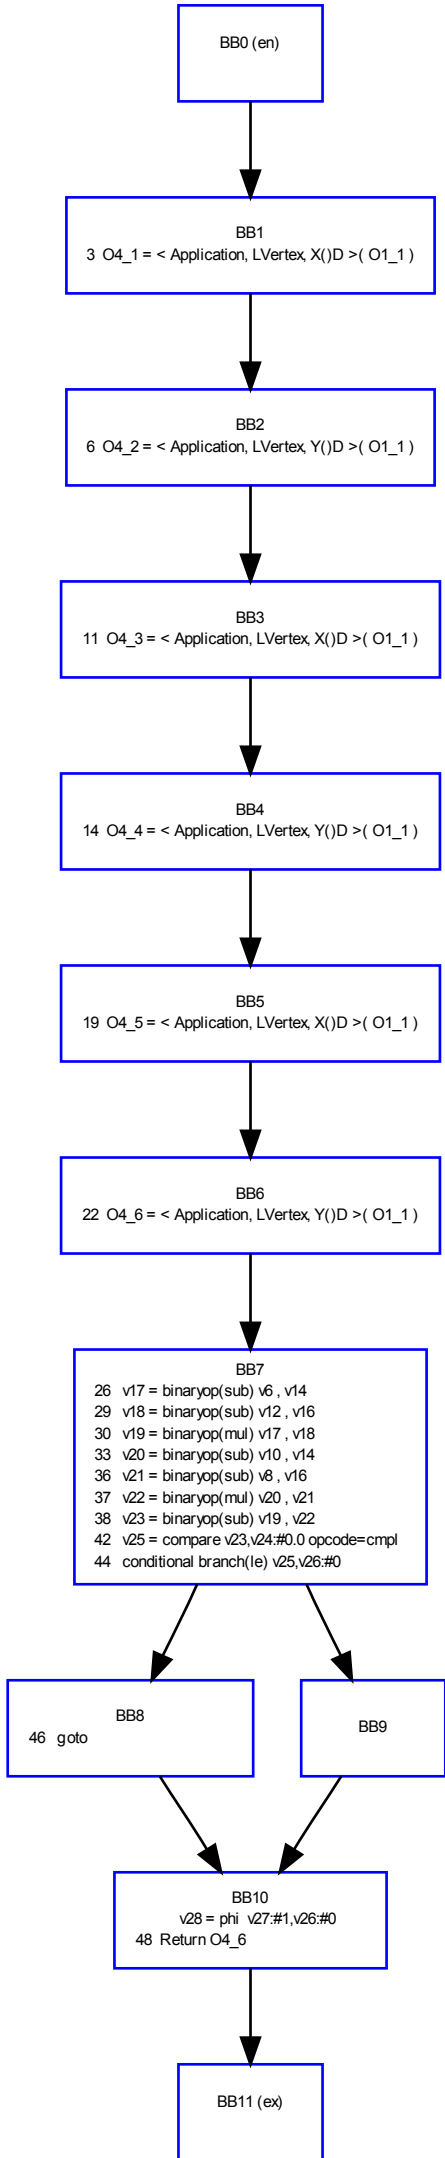 BB0 (en)
BB1
3 O4_1 = < Application, LVertex, X()D >( O1_1 )
BB2
6 O4_2 = < Application, LVertex, Y()D >( O1_1 )
BB3
11 O4_3 = < Application, LVertex, X()D >( O1_1 )
BB4
14 O4_4 = < Application, LVertex, Y()D >( O1_1 )
BB5
19 O4_5 = < Application, LVertex, X()D >( O1_1 )
BB6
22 O4_6 = < Application, LVertex, Y()D >( O1_1 )
BB7
26 v17 = binaryop(sub) v6 , v14
29 v18 = binaryop(sub) v12 , v16
30 v19 = binaryop(mul) v17 , v18
33 v20 = binaryop(sub) v10 , v14
36 v21 = binaryop(sub) v8 , v16
37 v22 = binaryop(mul) v20 , v21
38 v23 = binaryop(sub) v19 , v22
42 v25 = compare v23,v24:#0.0 opcode=cmpl
44 conditional branch(le) v25,v26:#0
BB8
46 goto
BB9
BB10
v28 = phi v27:#1,v26:#0
48 Return O4_6
BB11 (ex)